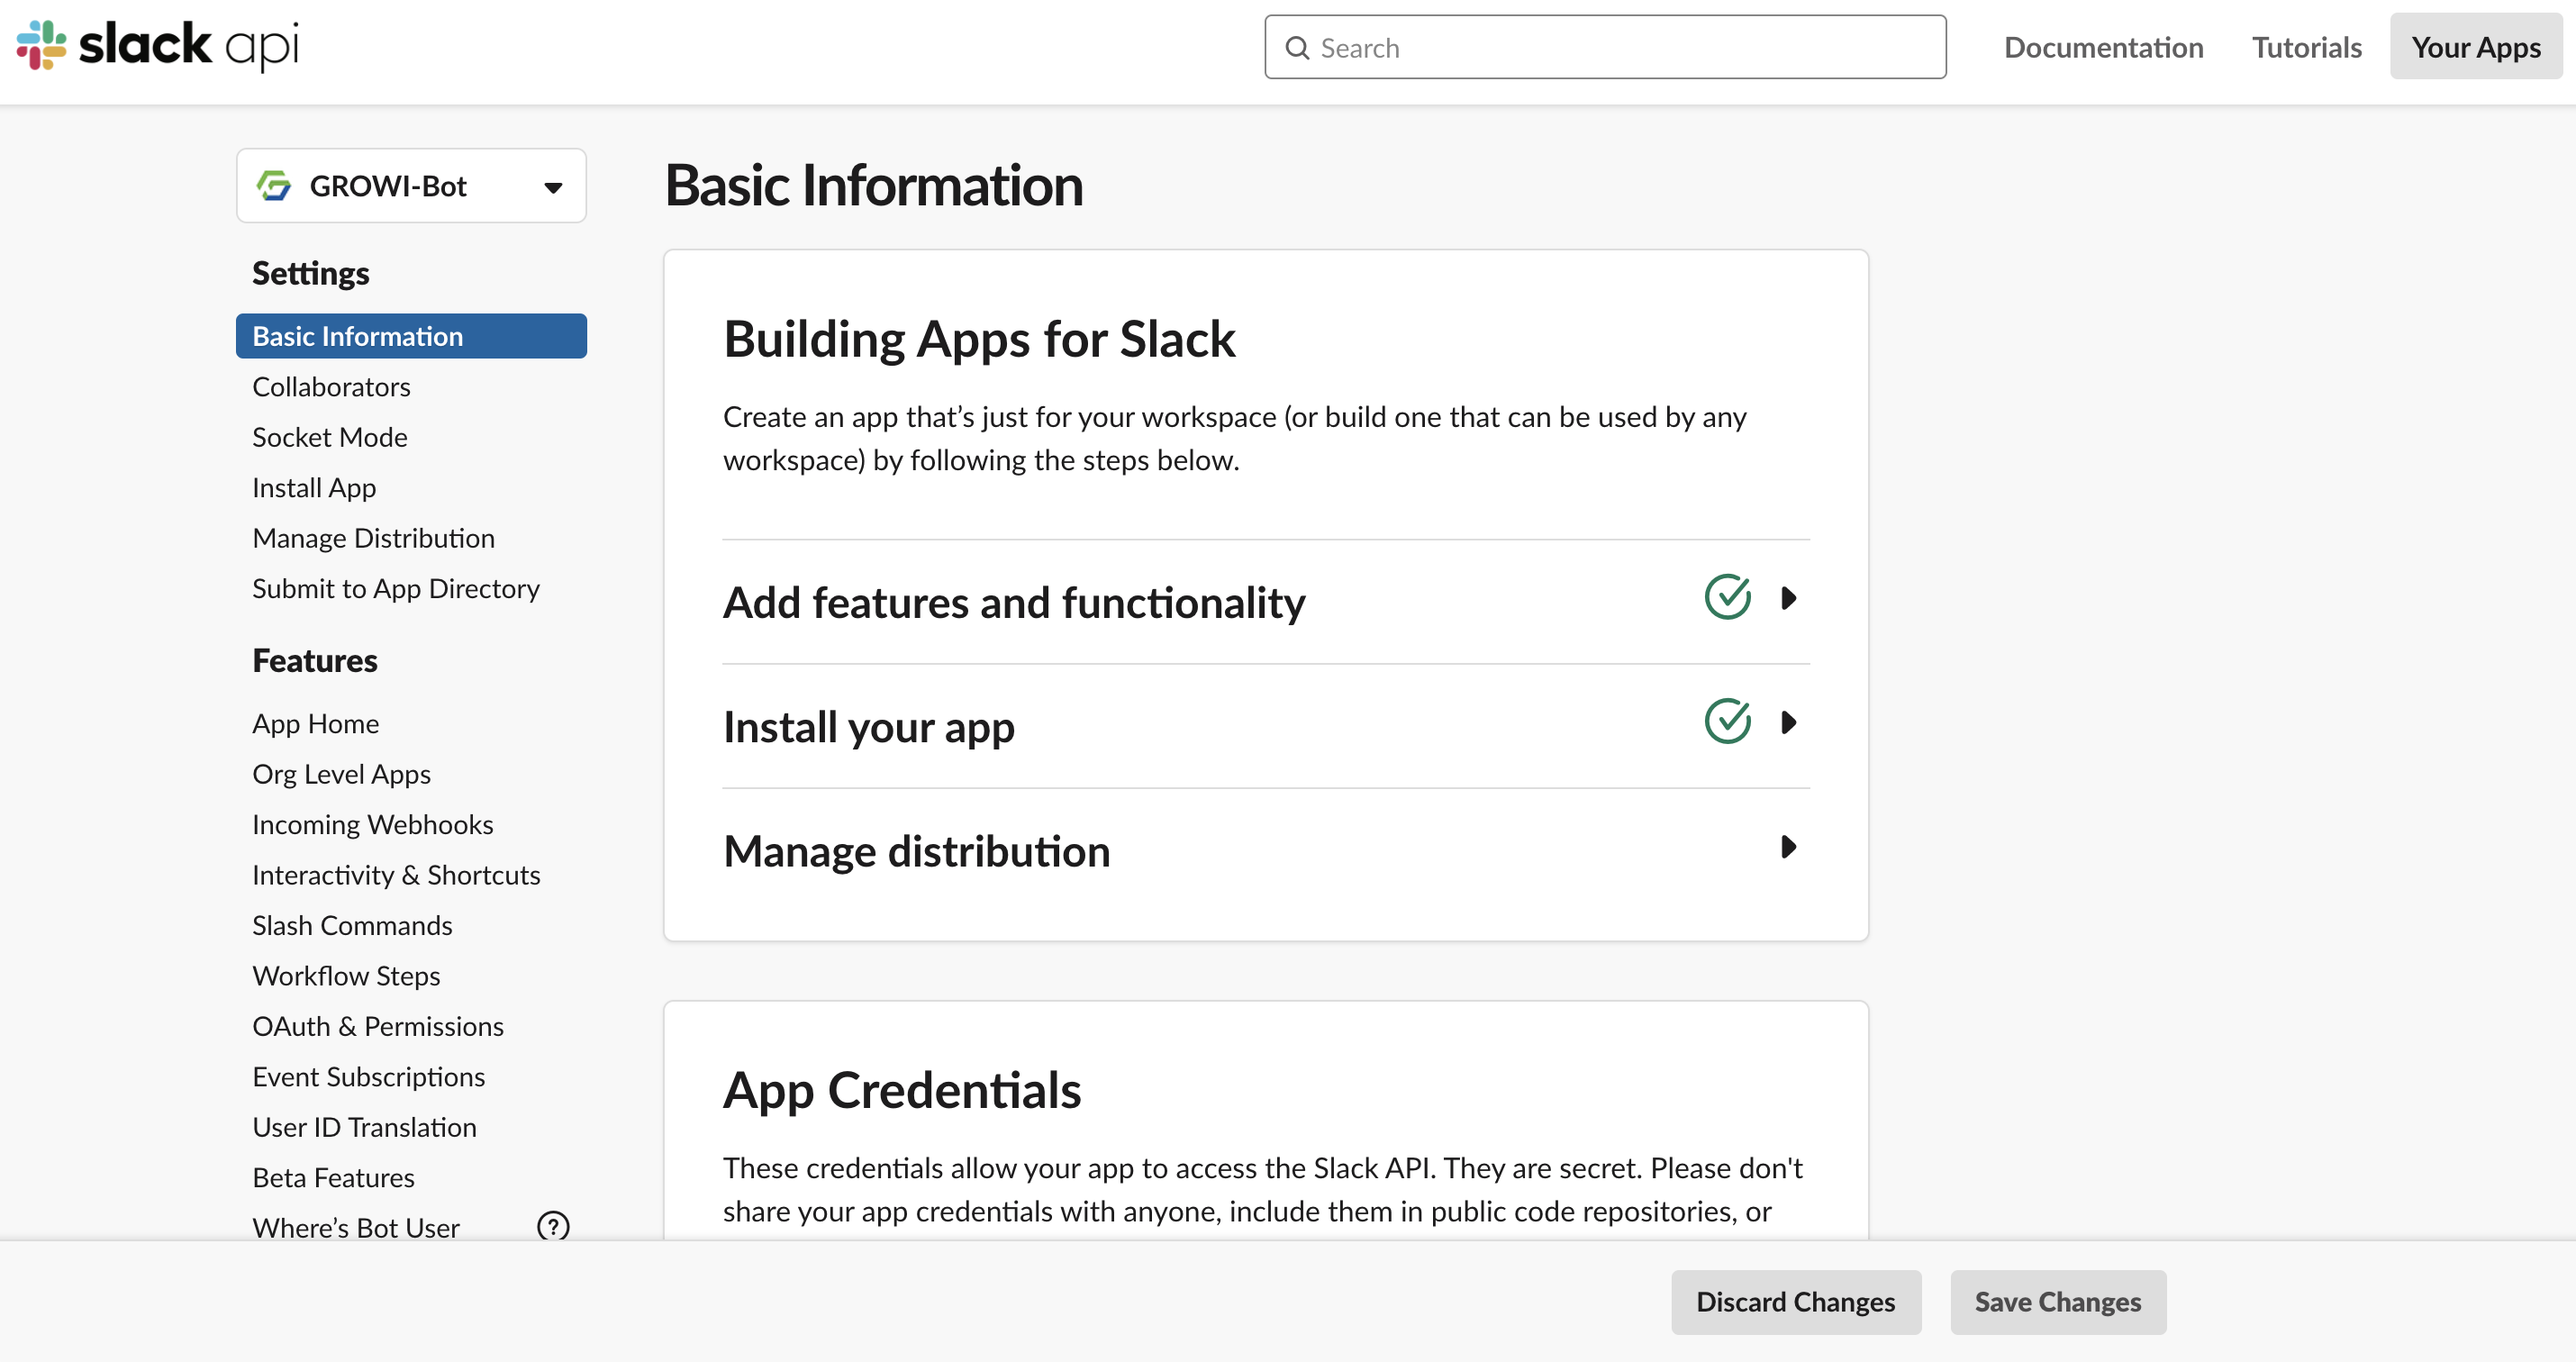 slack api
Search
Documentation
Tutorials
Your Apps
GROWI-Bot
Settings
Basic Information
Collaborators
Socket Mode
Install App
Manage Distribution
Submit to App Directory
Features
App Home
Org Level Apps
Incoming Webhooks
Interactivity & Shortcuts
Slash Commands
Workflow Steps
OAuth & Permissions
Event Subscriptions
User ID Translation
Beta Features
Where’s Bot User
?
Basic Information
Building Apps for Slack
Create an app that’s just for your workspace (or build one that can be used by any
workspace) by following the steps below.
Add features and functionality
Install your app
Manage distribution
App Credentials
These credentials allow your app to access the Slack API. They are secret. Please don't
share your app credentials with anyone, include them in public code repositories, or
Discard Changes
Save Changes